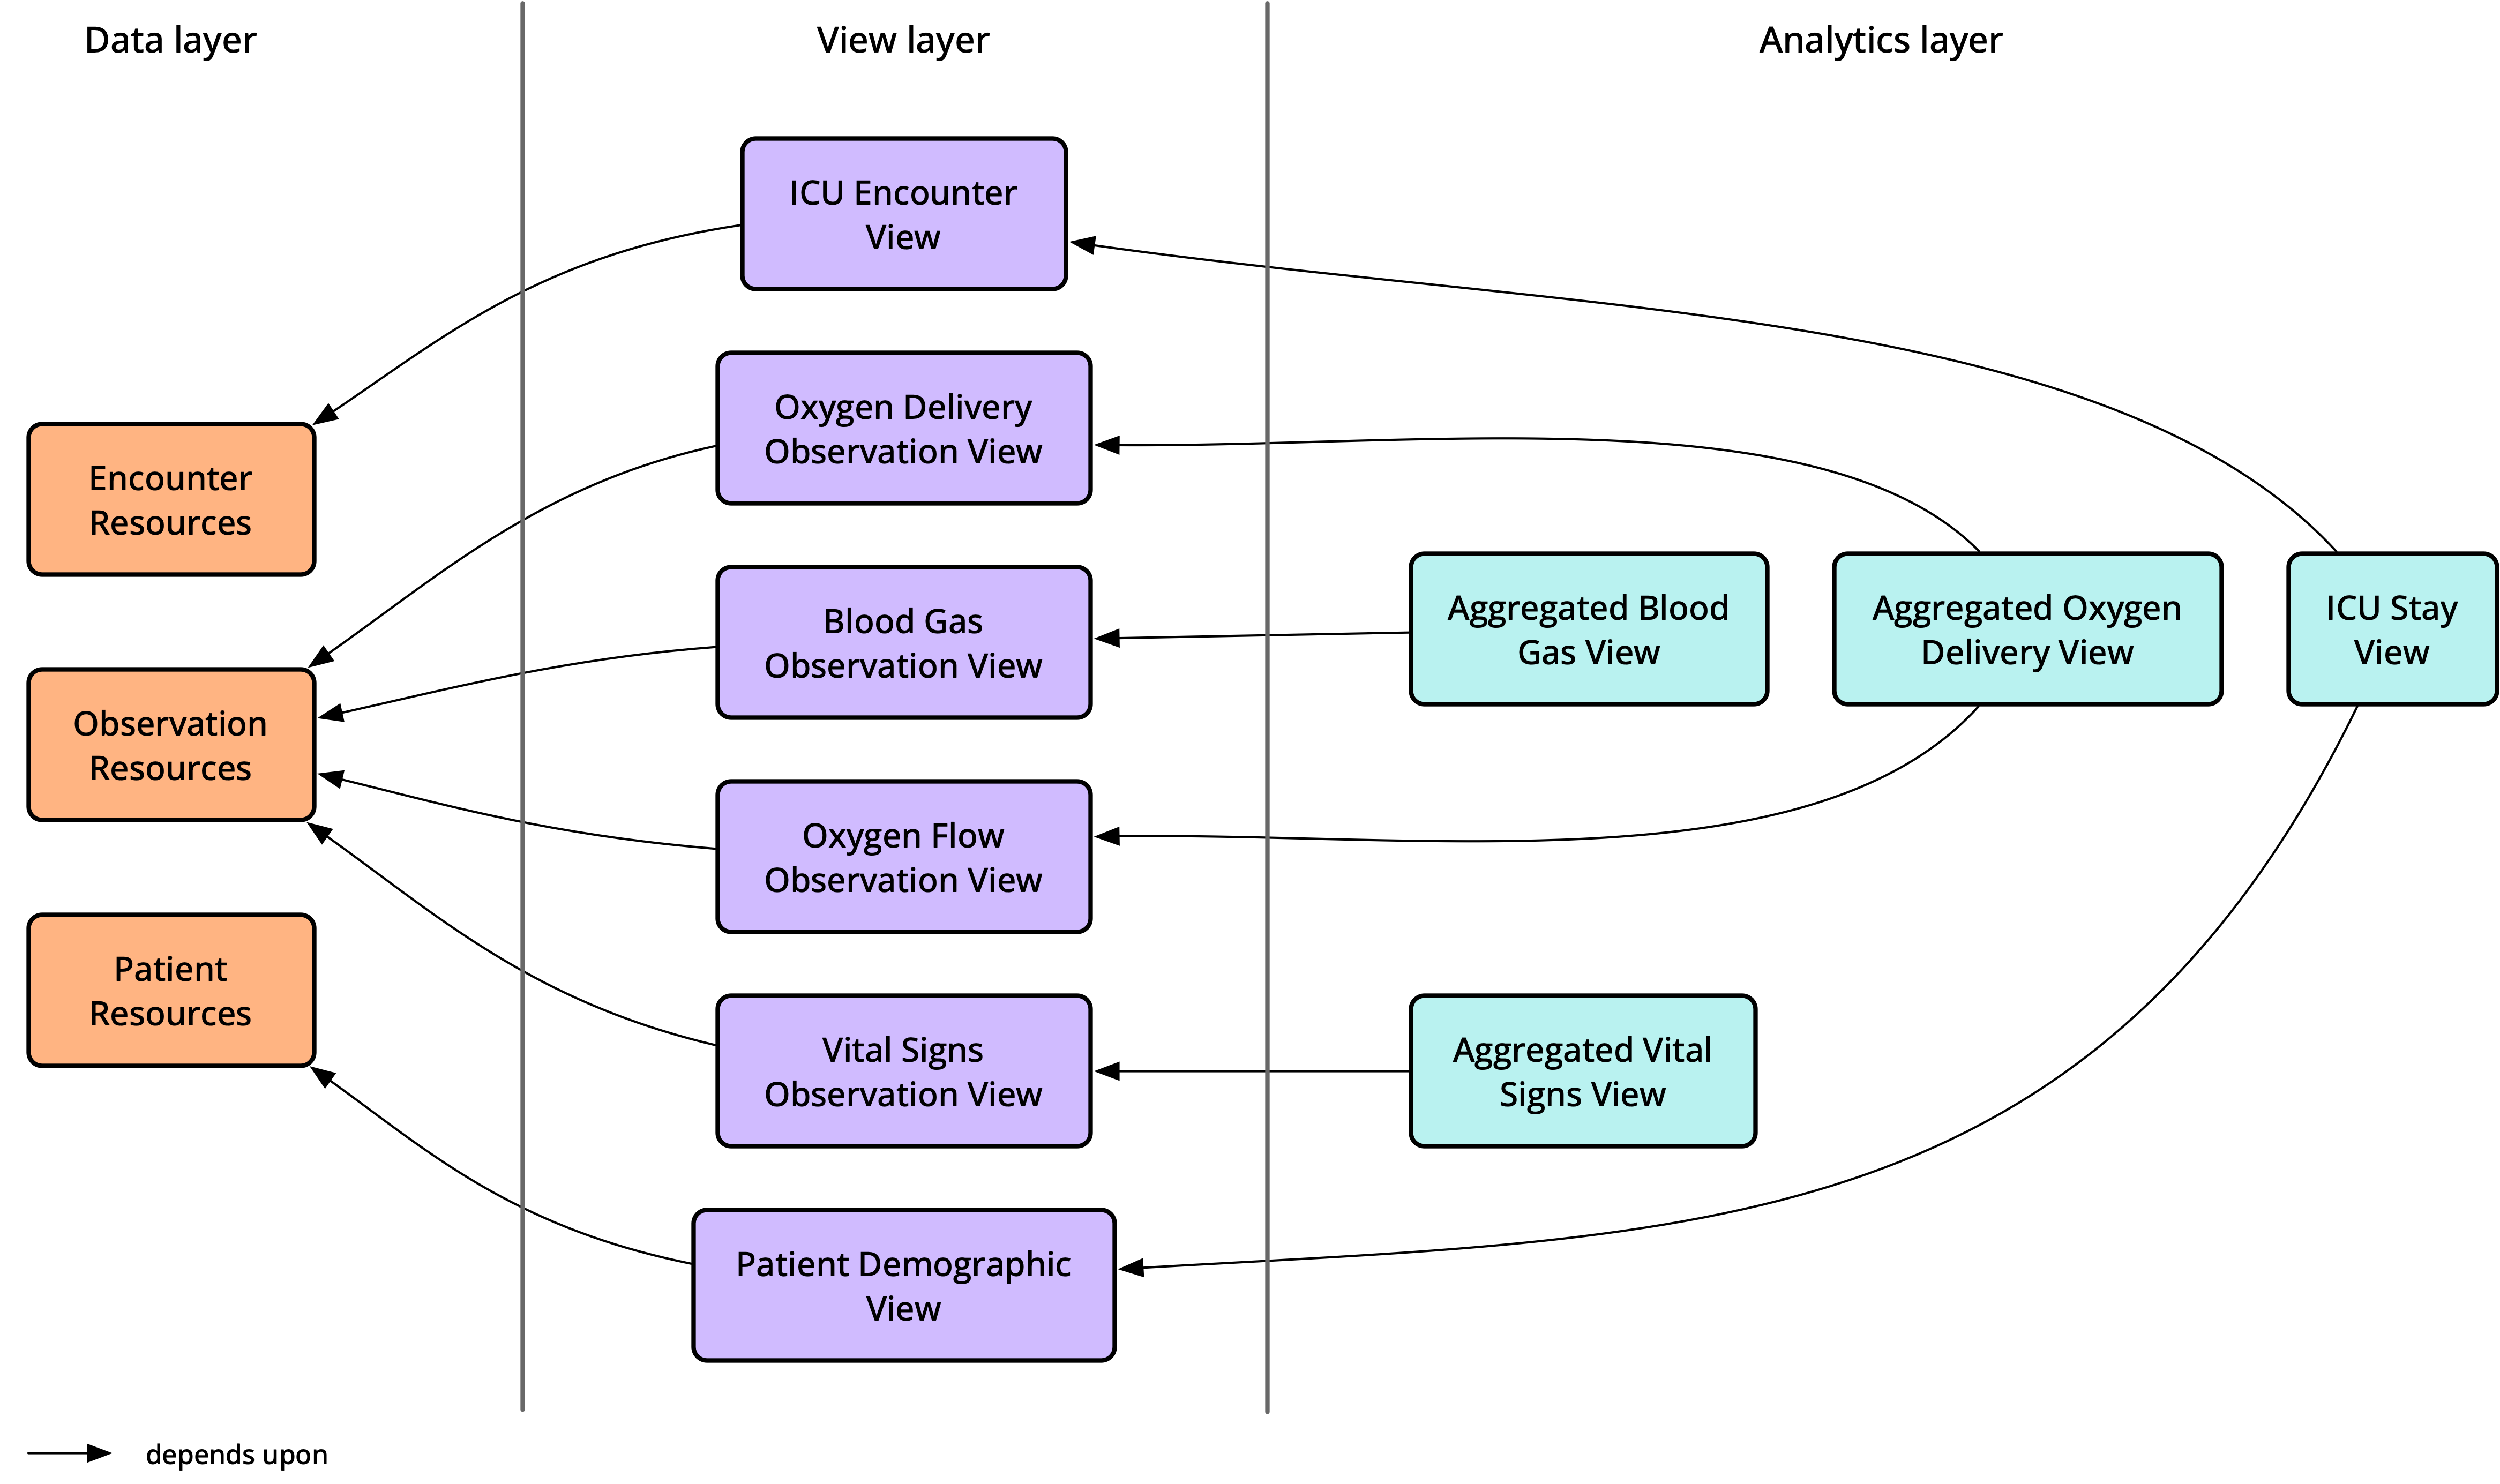 Data layer
View layer
Analytics layer
ICU Encounter
View
Oxygen Delivery
Observation View
Encounter
Resources
Blood Gas
Observation View
Aggregated Blood
Gas View
Aggregated Oxygen
Delivery View
ICU Stay
View
Observation
Resources
Oxygen Flow
Observation View
Patient
Resources
Vital Signs
Observation View
Aggregated Vital
Signs View
Patient Demographic
View
depends upon